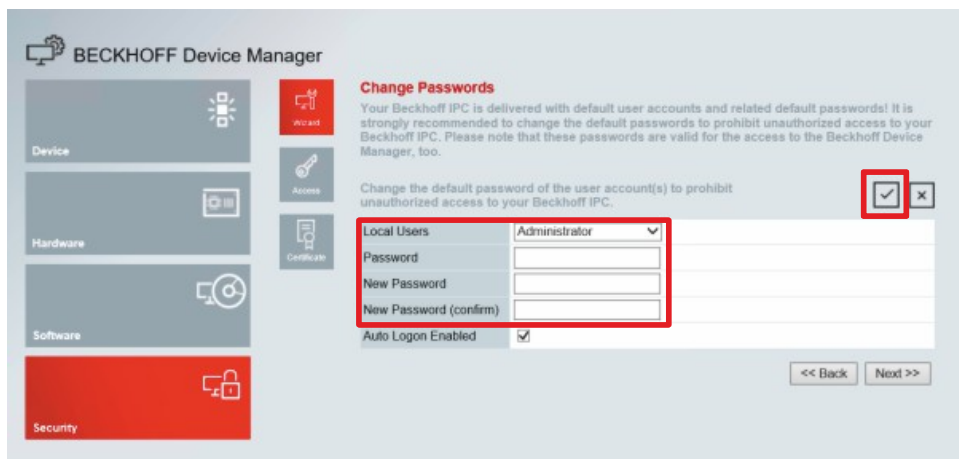 BECKHOFF Device Manager
Device
Hardware
Software
Security
Wizard
Access
Certificate
Change Passwords
Your Beckhoff IPC is delivered with default user accounts and related default passwords! It is
strongly recommended to change the default passwords to prohibit unauthorized access to your
Beckhoff IPC. Please note that these passwords are valid for the access to the Beckhoff Device
Manager, too.
Change the default password of the user account(s) to prohibit
unauthorized access to your Beckhoff IPC.
Local Users Administrator
Password
New Password
New Password (confirm)
Auto Logon Enabled
<< Back Next >>